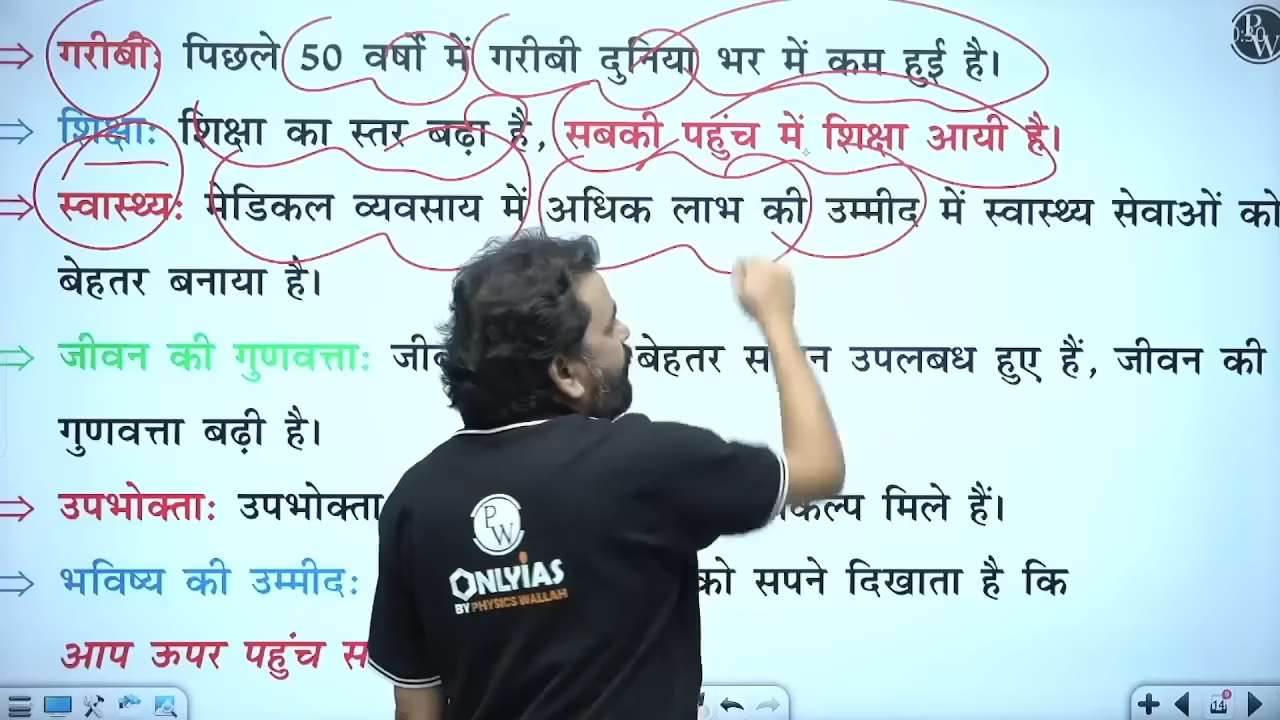 ⇒ गरीबी: पिछले 50 वर्षों में गरीबी दुनिया भर में कम हुई है।
⇒ शिक्षा: शिक्षा का स्तर बढ़ा है, सबकी पहुंच में शिक्षा आयी है।
⇒ स्वास्थ्य: मेडिकल व्यवसाय में अधिक लाभ की उम्मीद में स्वास्थ्य सेवाओं को
बेहतर बनाया है।
⇒ जीवन की गुणवत्ता: बेहतर उपलबध हुए हैं, जीवन की
गुणवत्ता बढ़ी है।
⇒ उपभोक्ता: उपभोक्ता मिले हैं।
⇒ भविष्य की उम्मीद: को सपने दिखाता है कि
आप ऊपर पहुंच
PW
PW
ONLYIAS
BY PHYSICS WALLAH
14